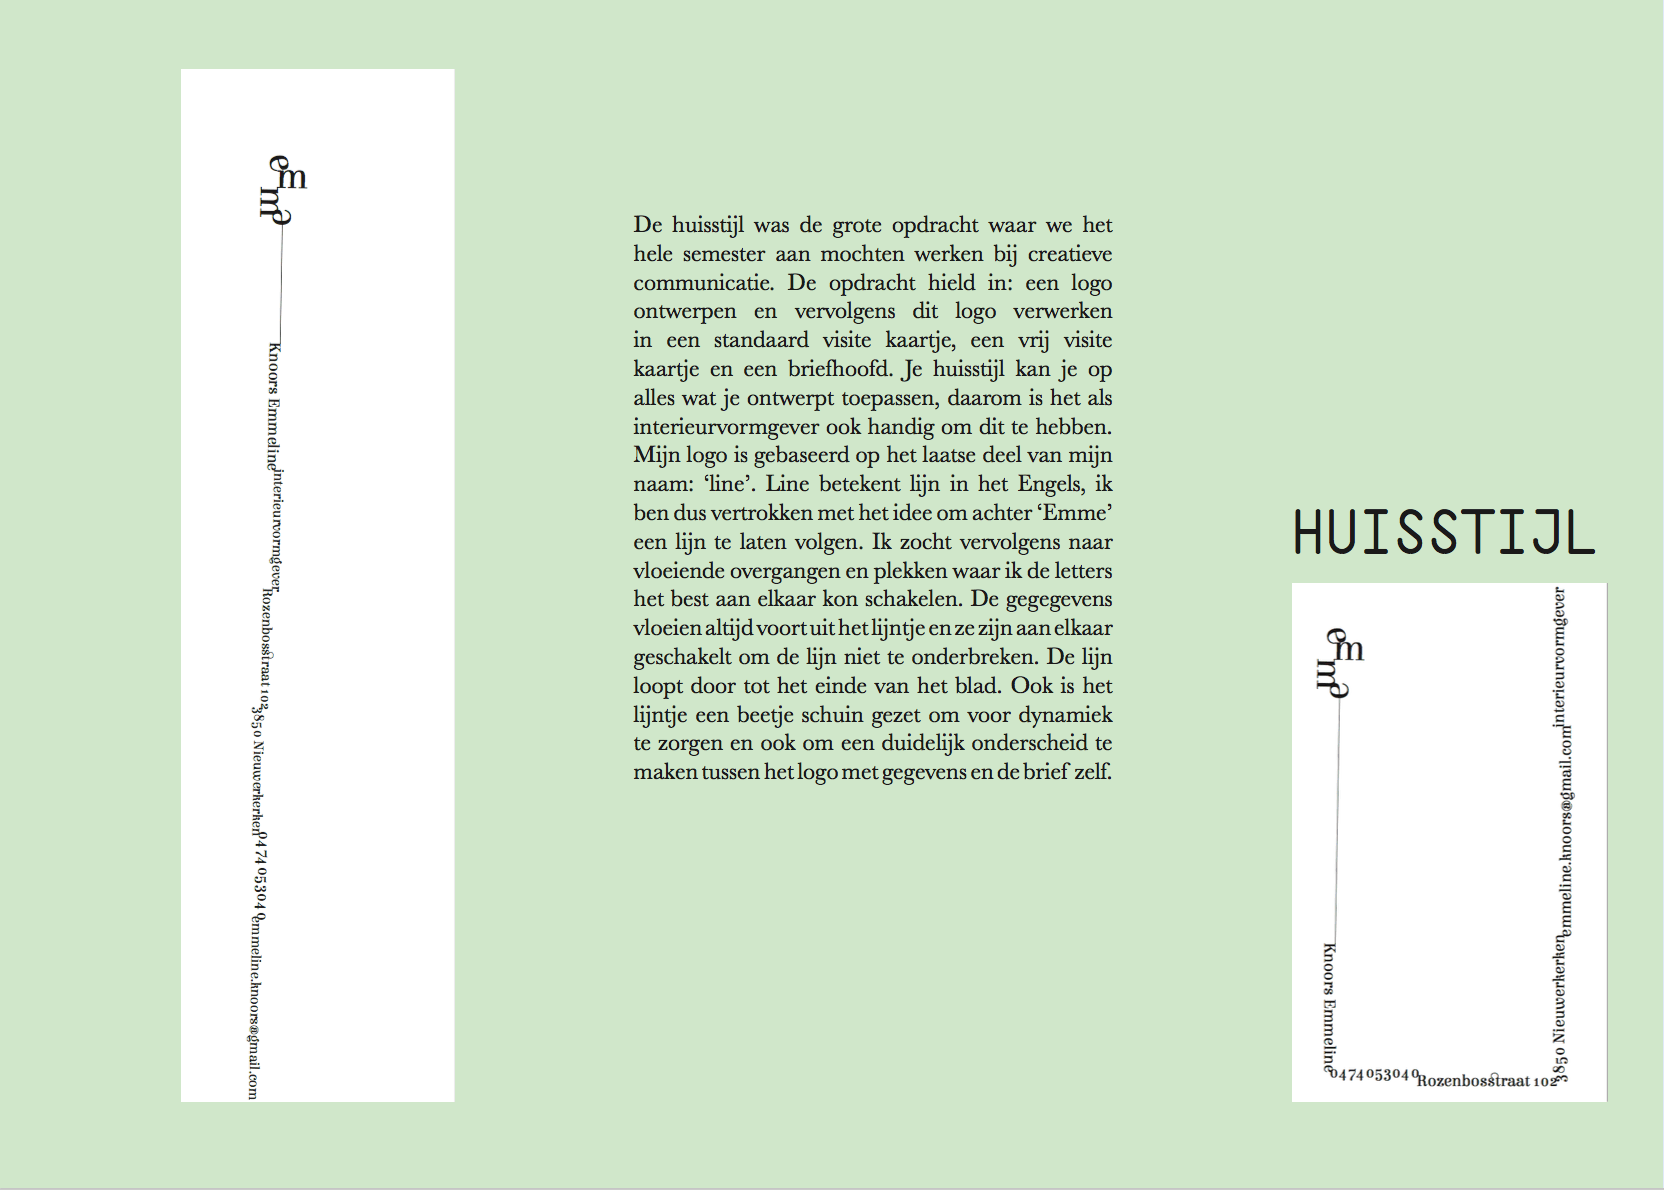 e
m
m
e
Knoors Emmeline
interieurvormgever
Rozenbosstraat 102
3850 Nieuwerkerken
0474053040
emmeline.knoors@gmail.com
De huisstijl was de grote opdracht waar we het
hele semester aan mochten werken bij creatieve
communicatie. De opdracht hield in: een logo
ontwerpen en vervolgens dit logo verwerken
in een standaard visite kaartje, een vrij visite
kaartje en een briefhoofd. Je huisstijl kan je op
alles wat je ontwerpt toepassen, daarom is het als
interieurvormgever ook handig om dit te hebben.
Mijn logo is gebaseerd op het laatse deel van mijn
naam: ‘line’. Line betekent lijn in het Engels, ik
ben dus vertrokken met het idee om achter ‘Emme’
een lijn te laten volgen. Ik zocht vervolgens naar
vloeiende overgangen en plekken waar ik de letters
het best aan elkaar kon schakelen. De gegegevens
vloeien altijd voort uit het lijntje en ze zijn aan elkaar
geschakelt om de lijn niet te onderbreken. De lijn
loopt door tot het einde van het blad. Ook is het
lijntje een beetje schuin gezet om voor dynamiek
te zorgen en ook om een duidelijk onderscheid te
maken tussen het logo met gegevens en de brief zelf.
HUISSTIJL
e
m
m
e
Knoors Emmeline
0474053040
Rozenbosstraat 102
3850 Nieuwerkerken
emmeline.knoors@gmail.com
interieurvormgever